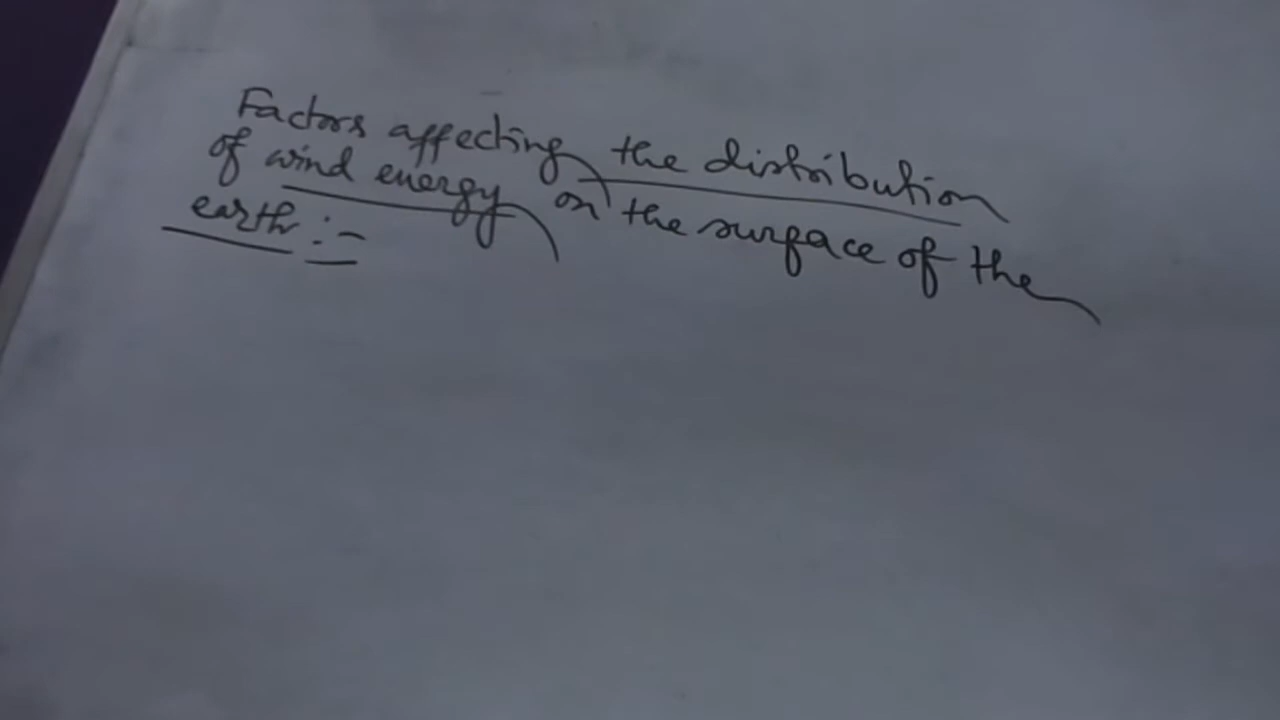 Factors affecting the distribution
of wind energy on the surface of the
earth :-